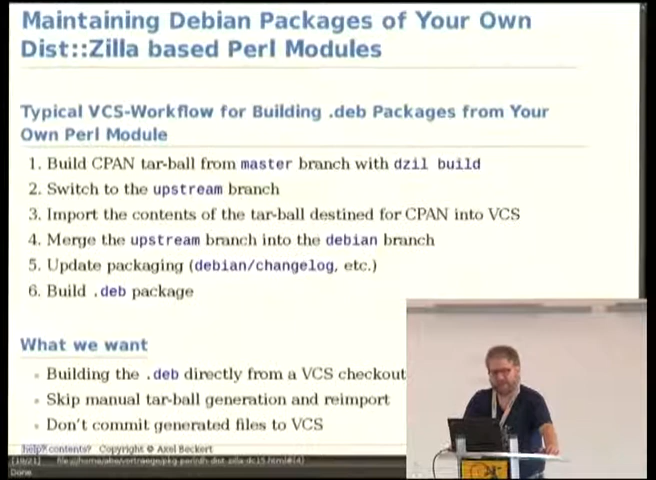 Maintaining Debian Packages of Your Own
Dist::Zilla based Perl Modules
Typical VCS-Workflow for Building .deb Packages from Your
Own Perl Module
1. Build CPAN tar-ball from master branch with dzil build
2. Switch to the upstream branch
3. Import the contents of the tar-ball destined for CPAN into VCS
4. Merge the upstream branch into the debian branch
5. Update packaging (debian/changelog, etc.)
6. Build .deb package
What we want
Building the .deb directly from a VCS checkout
Skip manual tar-ball generation and reimport
Don't commit generated files to VCS
help? contents? Copyright © Axel Beckert
Done